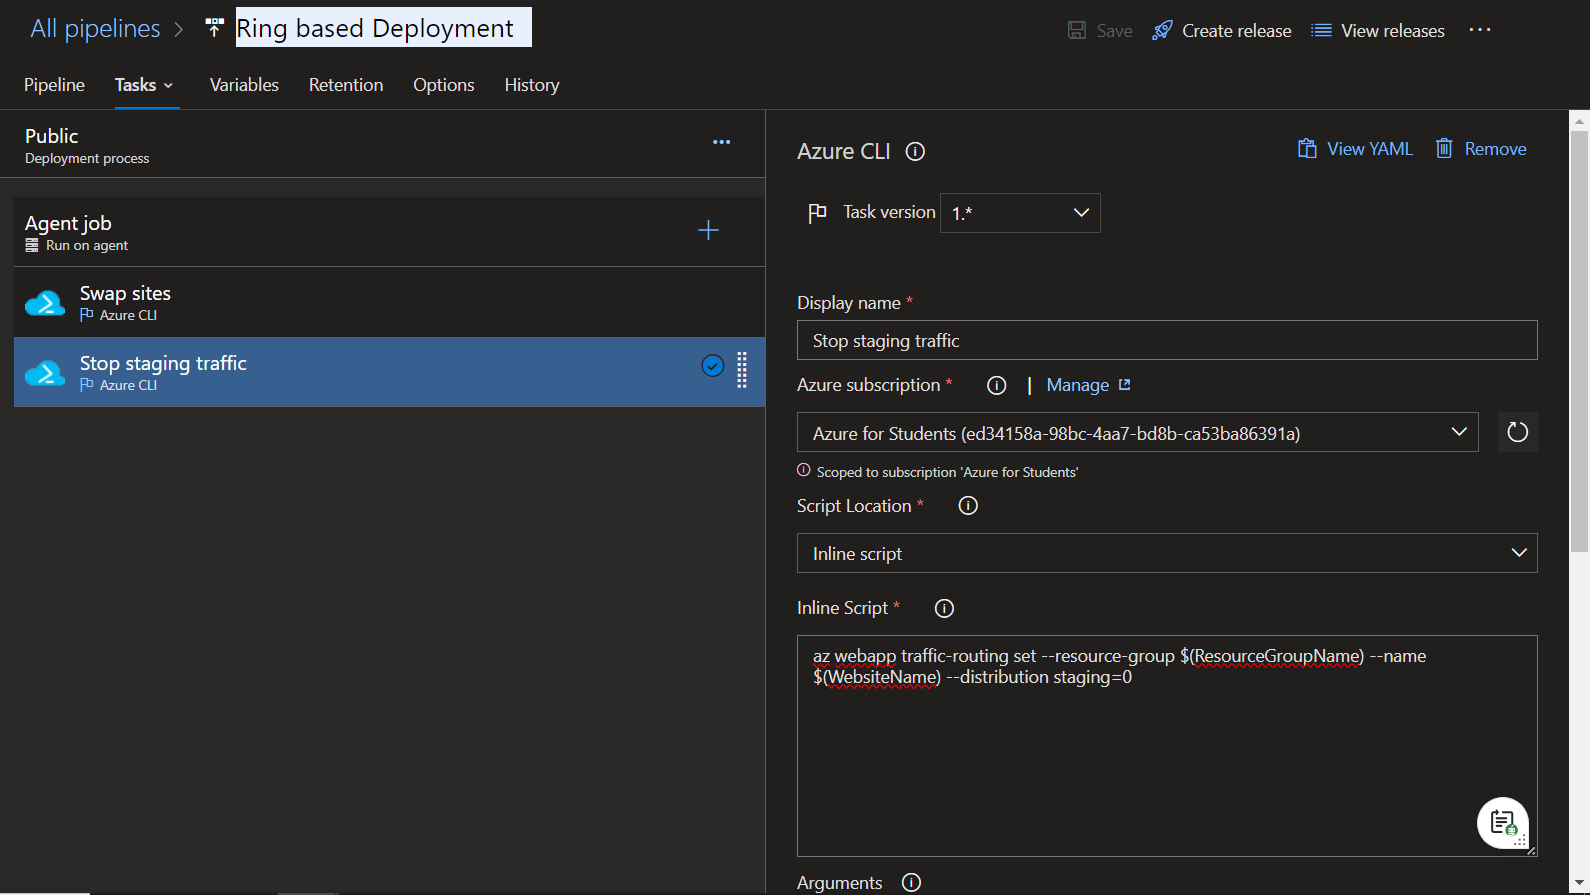 All pipelines
Ring based Deployment
Save
Create release
View releases
Pipeline
Tasks
Variables
Retention
Options
History
Public
Deployment process
Agent job
Run on agent
Swap sites
Azure CLI
Stop staging traffic
Azure CLI
Azure CLI
View YAML
Remove
Task version
1.*
Display name *
Stop staging traffic
Azure subscription *
| Manage
Azure for Students (ed34158a-98bc-4aa7-bd8b-ca53ba86391a)
Scoped to subscription 'Azure for Students'
Script Location *
Inline script
Inline Script *
az webapp traffic-routing set --resource-group $(ResourceGroupName) --name
$(WebsiteName) --distribution staging=0
Arguments